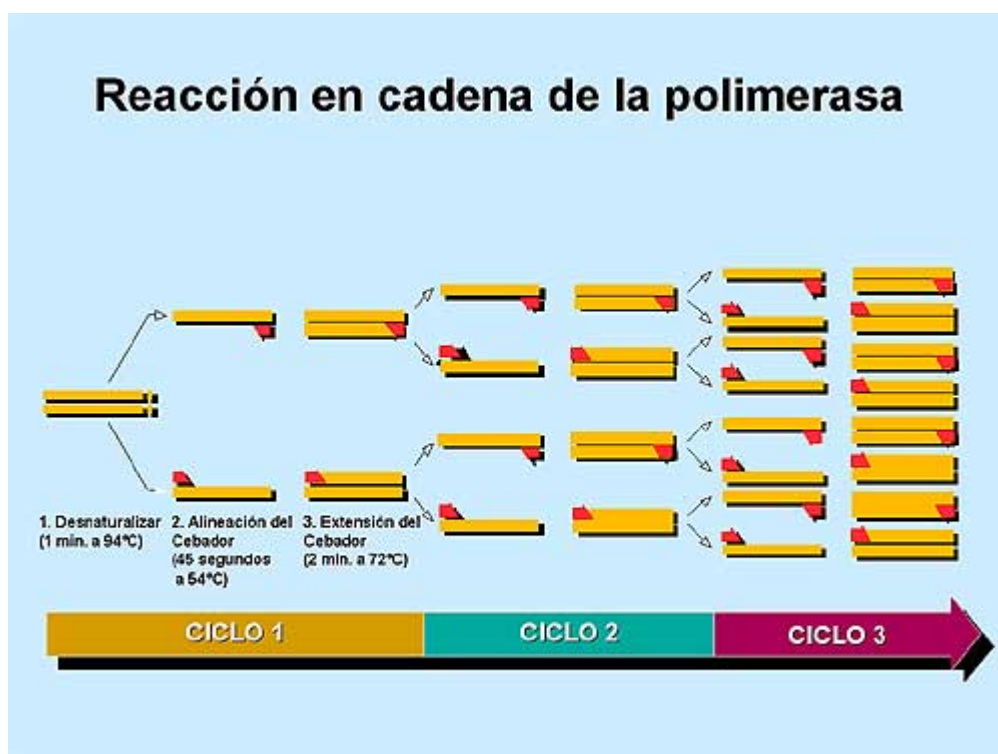 Reacción en cadena de la polimerasa
1. Desnaturalizar
(1 min. a 94°C)
2. Alineación del
Cebador
(45 segundos
a 54°C)
3. Extensión del
Cebador
(2 min. a 72°C)
CICLO 1
CICLO 2
CICLO 3